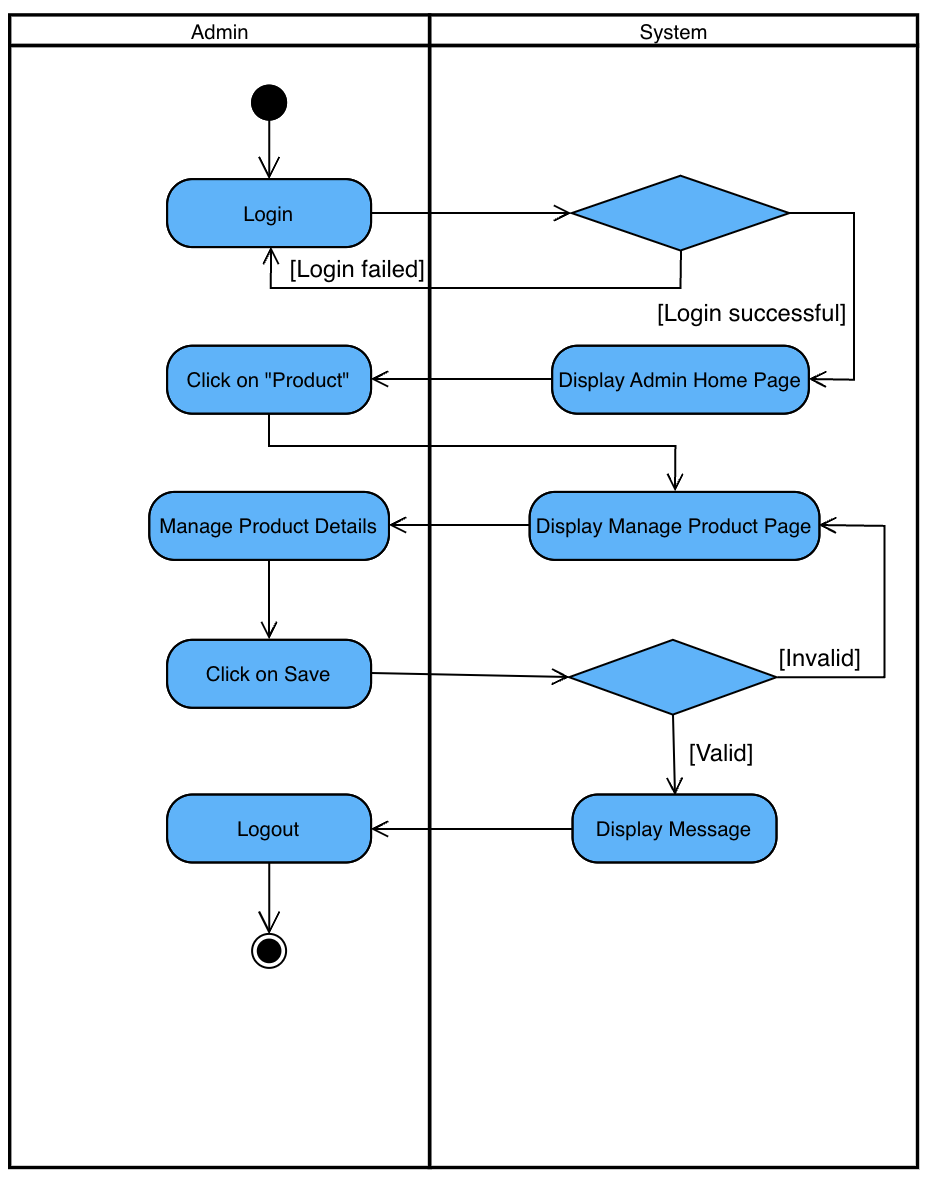 Admin
System
Login
[Login failed]
[Login successful]
Click on "Product"
Display Admin Home Page
Manage Product Details
Display Manage Product Page
Click on Save
[Invalid]
[Valid]
Logout
Display Message